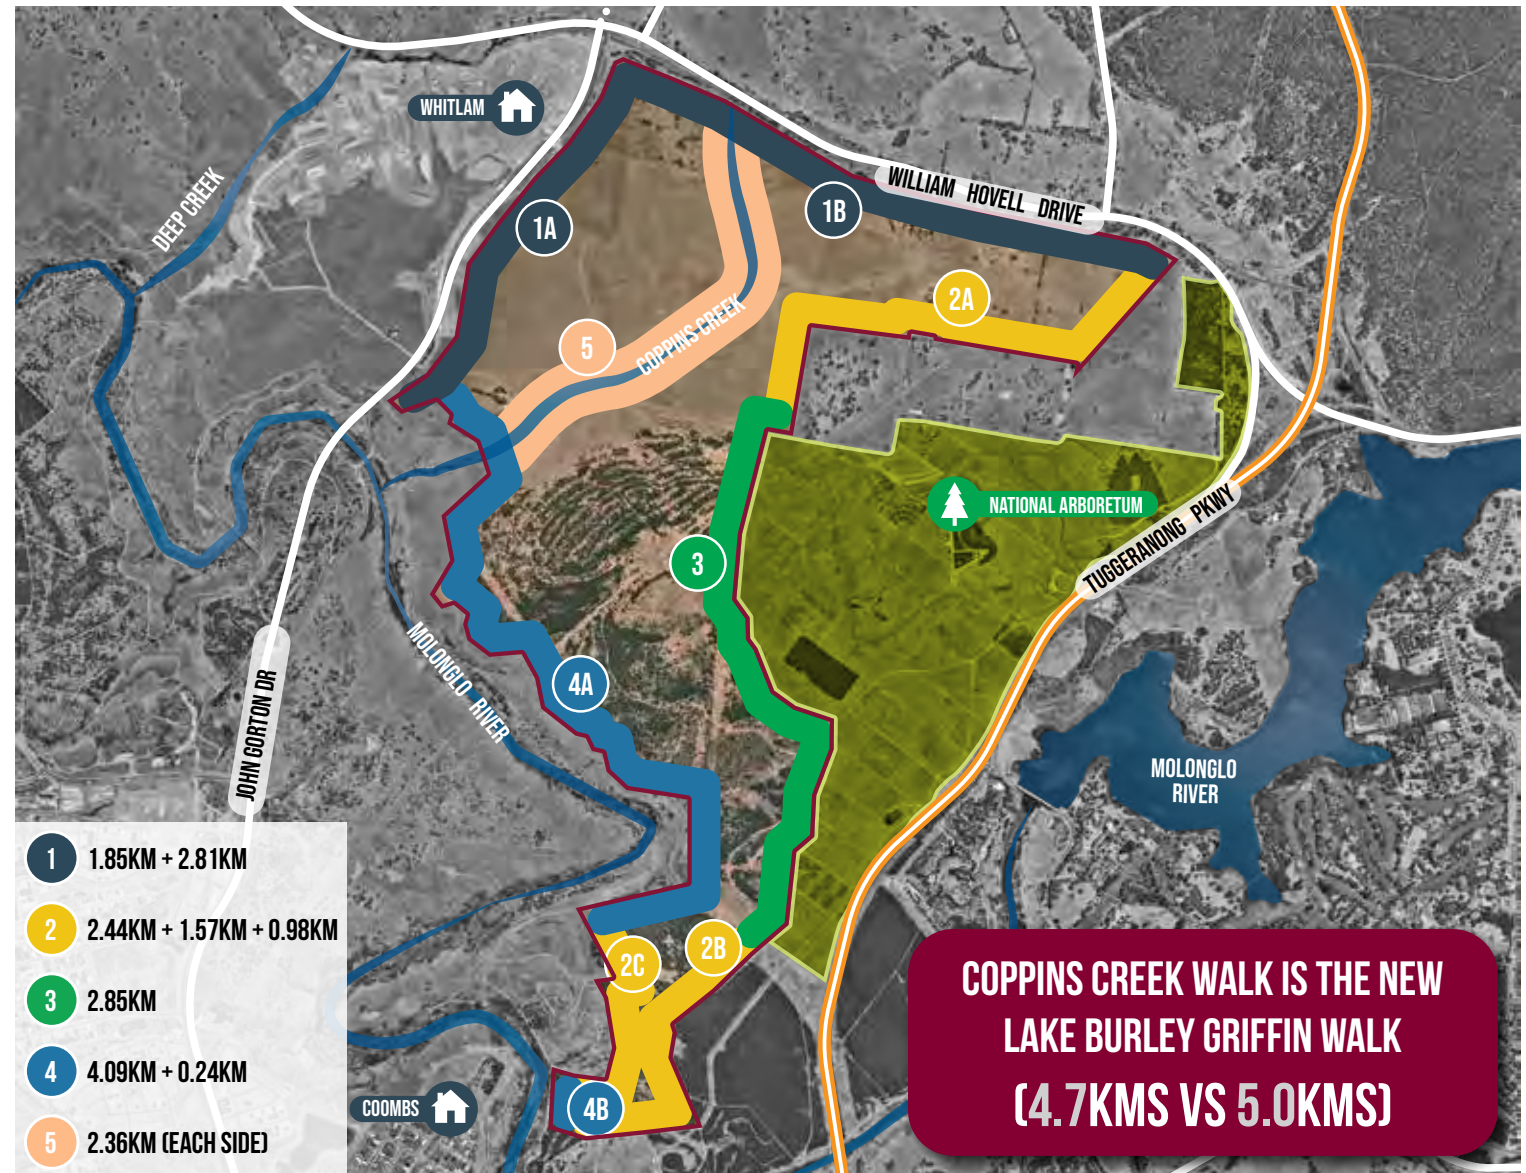 WHITLAM
DEEP CREEK
1A
1B
WILLIAM HOVELL DRIVE
2A
5
COPPINS CREEK
NATIONAL ARBORETUM
3
TUGGERANONG PKWY
MOLONGLO RIVER
4A
JOHN GORTON DR
MOLONGLO
RIVER
1 1.85KM + 2.81KM
2 2.44KM + 1.57KM + 0.98KM
3 2.85KM
4 4.09KM + 0.24KM
5 2.36KM (EACH SIDE)
2C
2B
COOMBS
4B
COPPINS CREEK WALK IS THE NEW
LAKE BURLEY GRIFFIN WALK
(4.7KMS VS 5.0KMS)